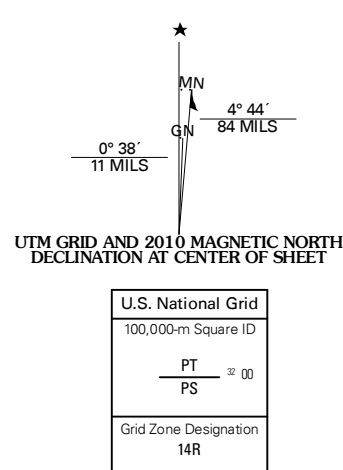 ★
MN
4° 44´
GN
84 MILS
0° 38´
11 MILS
UTM GRID AND 2010 MAGNETIC NORTH
DECLINATION AT CENTER OF SHEET
U.S. National Grid
100,000-m Square ID
PT
32 00
PS
Grid Zone Designation
14R